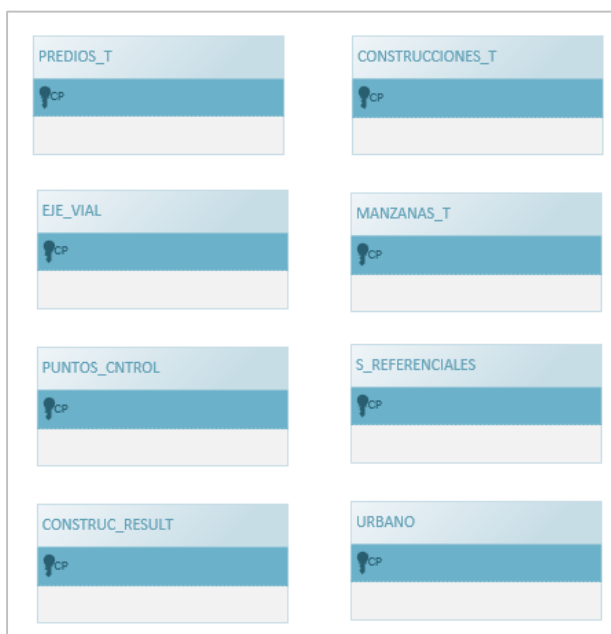 PREDIOS_T
CP
CONSTRUCCIONES_T
CP
EJE_VIAL
CP
MANZANAS_T
CP
PUNTOS_CNTROL
CP
S_REFERENCIALES
CP
CONSTRUC_RESULT
CP
URBANO
CP